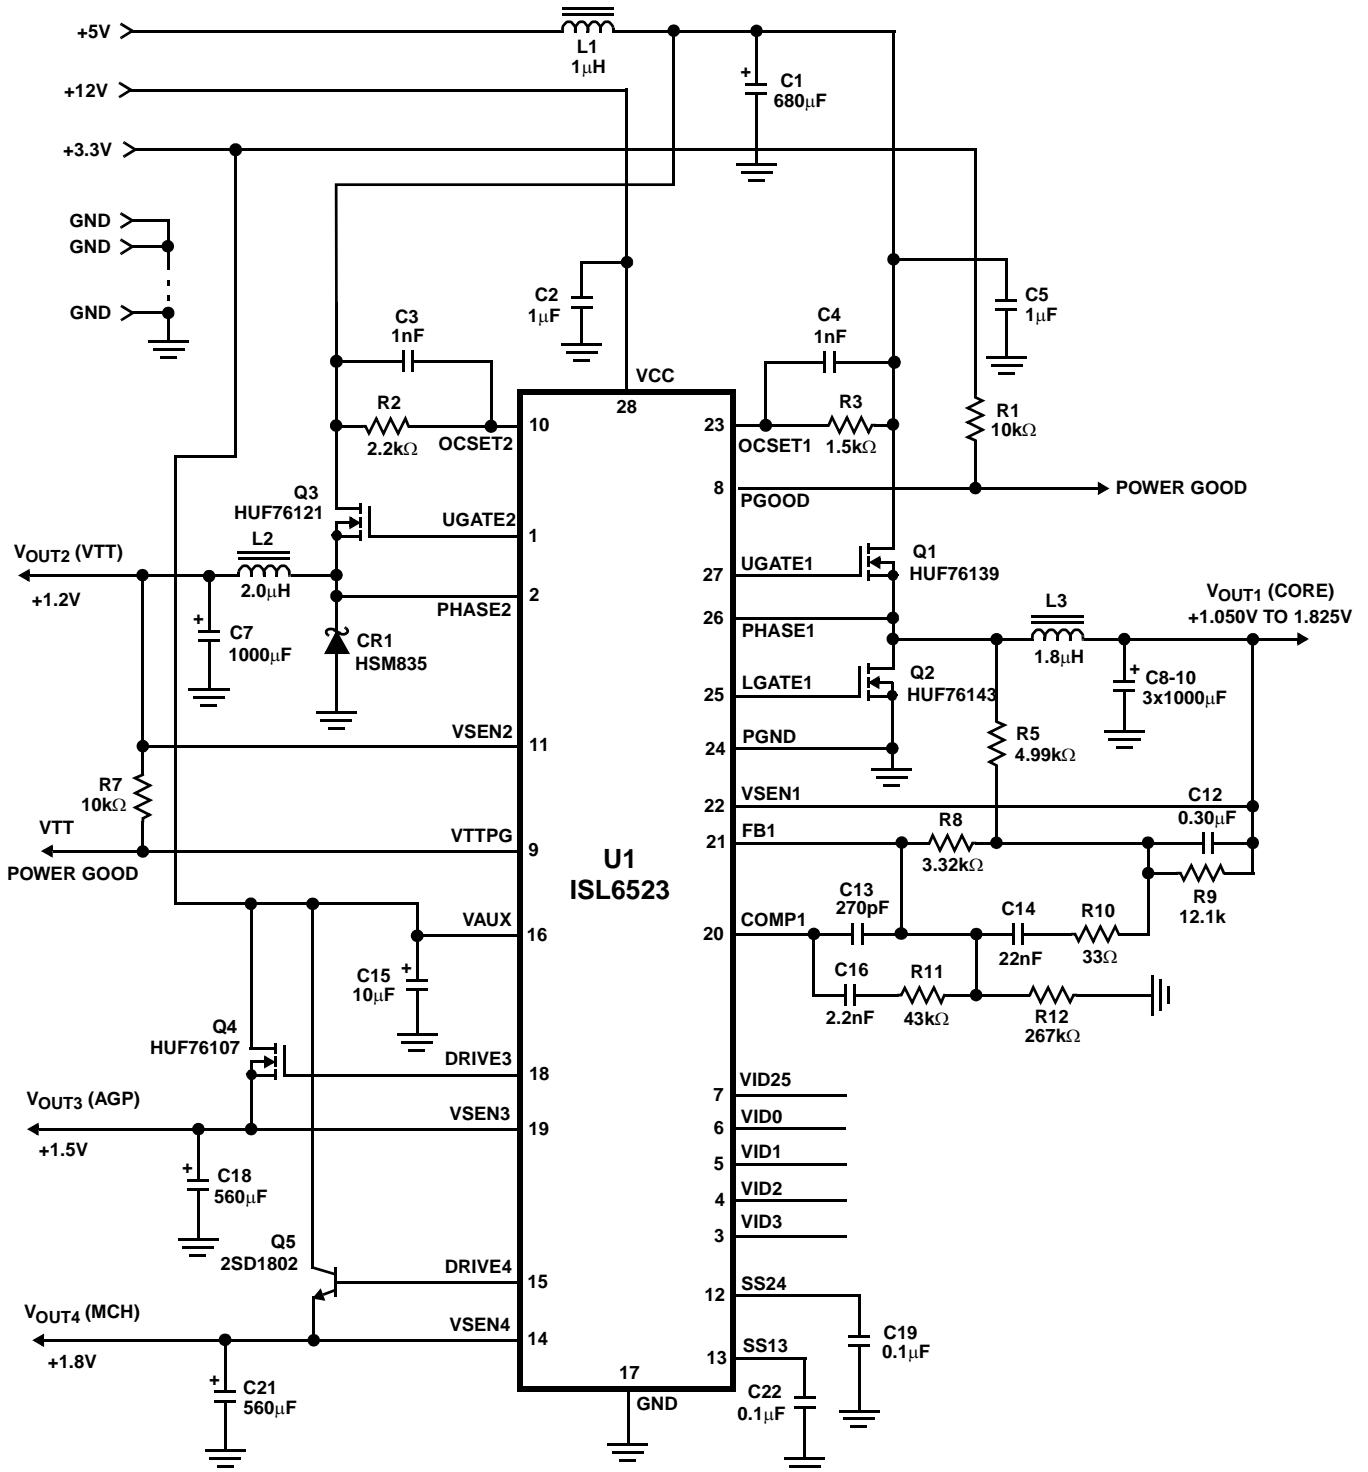 +5V
L1
1μH
C1
680μF
+12V
+3.3V
GND
GND
GND
C2
1μF
C5
1μF
C3
1nF
C4
1nF
VCC
28
R2
2.2kΩ
10
OCSET2
23
OCSET1
R3
1.5kΩ
R1
10kΩ
8
PGOOD
POWER GOOD
Q3
HUF76121
UGATE2
1
UGATE1
27
Q1
HUF76139
VOUT2 (VTT)
+1.2V
L2
2.0μH
2
PHASE2
26
PHASE1
VOUT1 (CORE)
+1.050V TO 1.825V
L3
1.8μH
C7
1000μF
CR1
HSM835
LGATE1
25
Q2
HUF76143
C8-10
3x1000μF
VSEN2
11
PGND
24
R5
4.99kΩ
R7
10kΩ
VSEN1
22
C12
0.30μF
VTT
POWER GOOD
VTTPG
9
U1
ISL6523
FB1
21
R8
3.32kΩ
R9
12.1k
VAUX
16
COMP1
20
C13
270pF
C14
22nF
R10
33Ω
C15
10μF
C16
2.2nF
R11
43kΩ
R12
267kΩ
Q4
HUF76107
DRIVE3
18
VOUT3 (AGP)
+1.5V
VSEN3
19
VID25
7
VID0
6
VID1
5
VID2
4
VID3
3
C18
560μF
Q5
2SD1802
DRIVE4
15
SS24
12
C19
0.1μF
VOUT4 (MCH)
+1.8V
VSEN4
14
SS13
13
C21
560μF
17
GND
C22
0.1μF